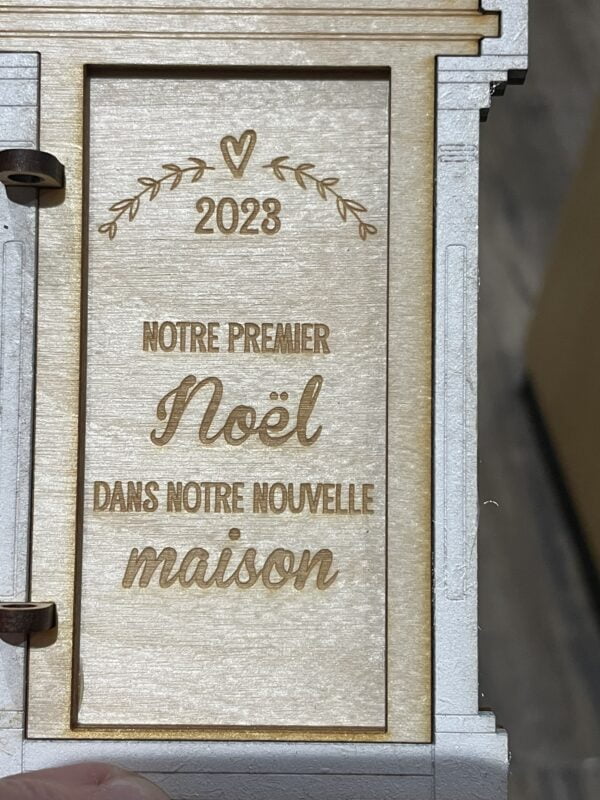 2023
NOTRE PREMIER
Noël
DANS NOTRE NOUVELLE
maison